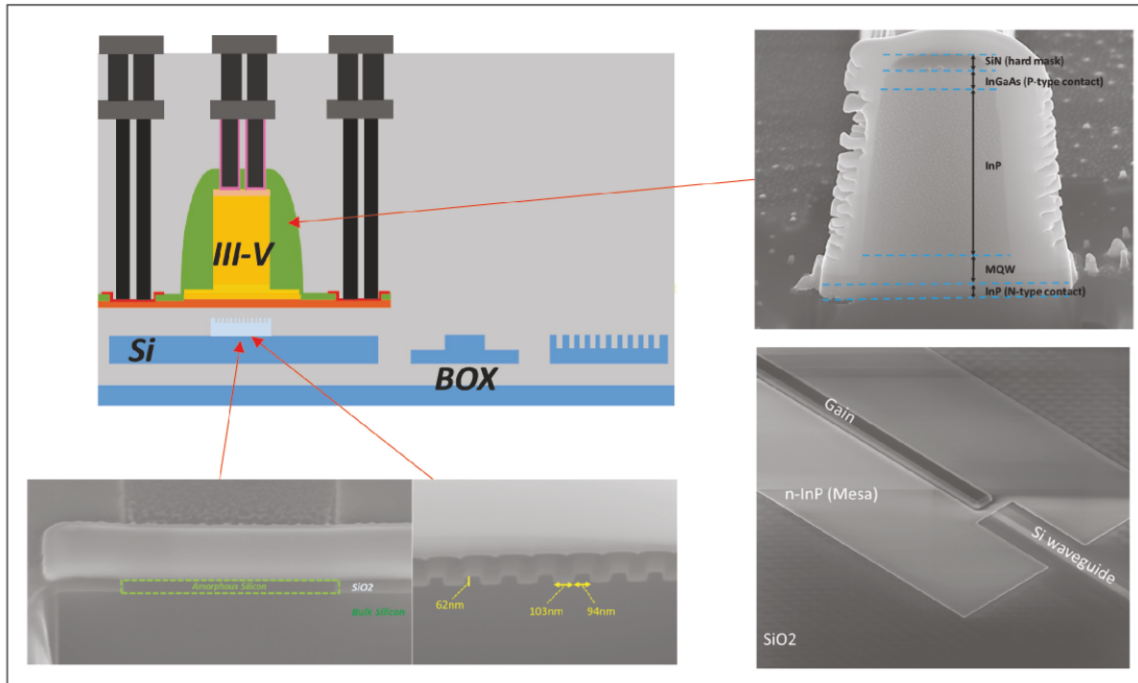 III-V
Si
BOX
SiN (hard mask)
InGaAs (P-type contact)
InP
MQW
InP (N-type contact)
Amorphous Silicon
SiO2
Bulk Silicon
62nm
103nm
94nm
Gain
n-InP (Mesa)
Si waveguide
SiO2